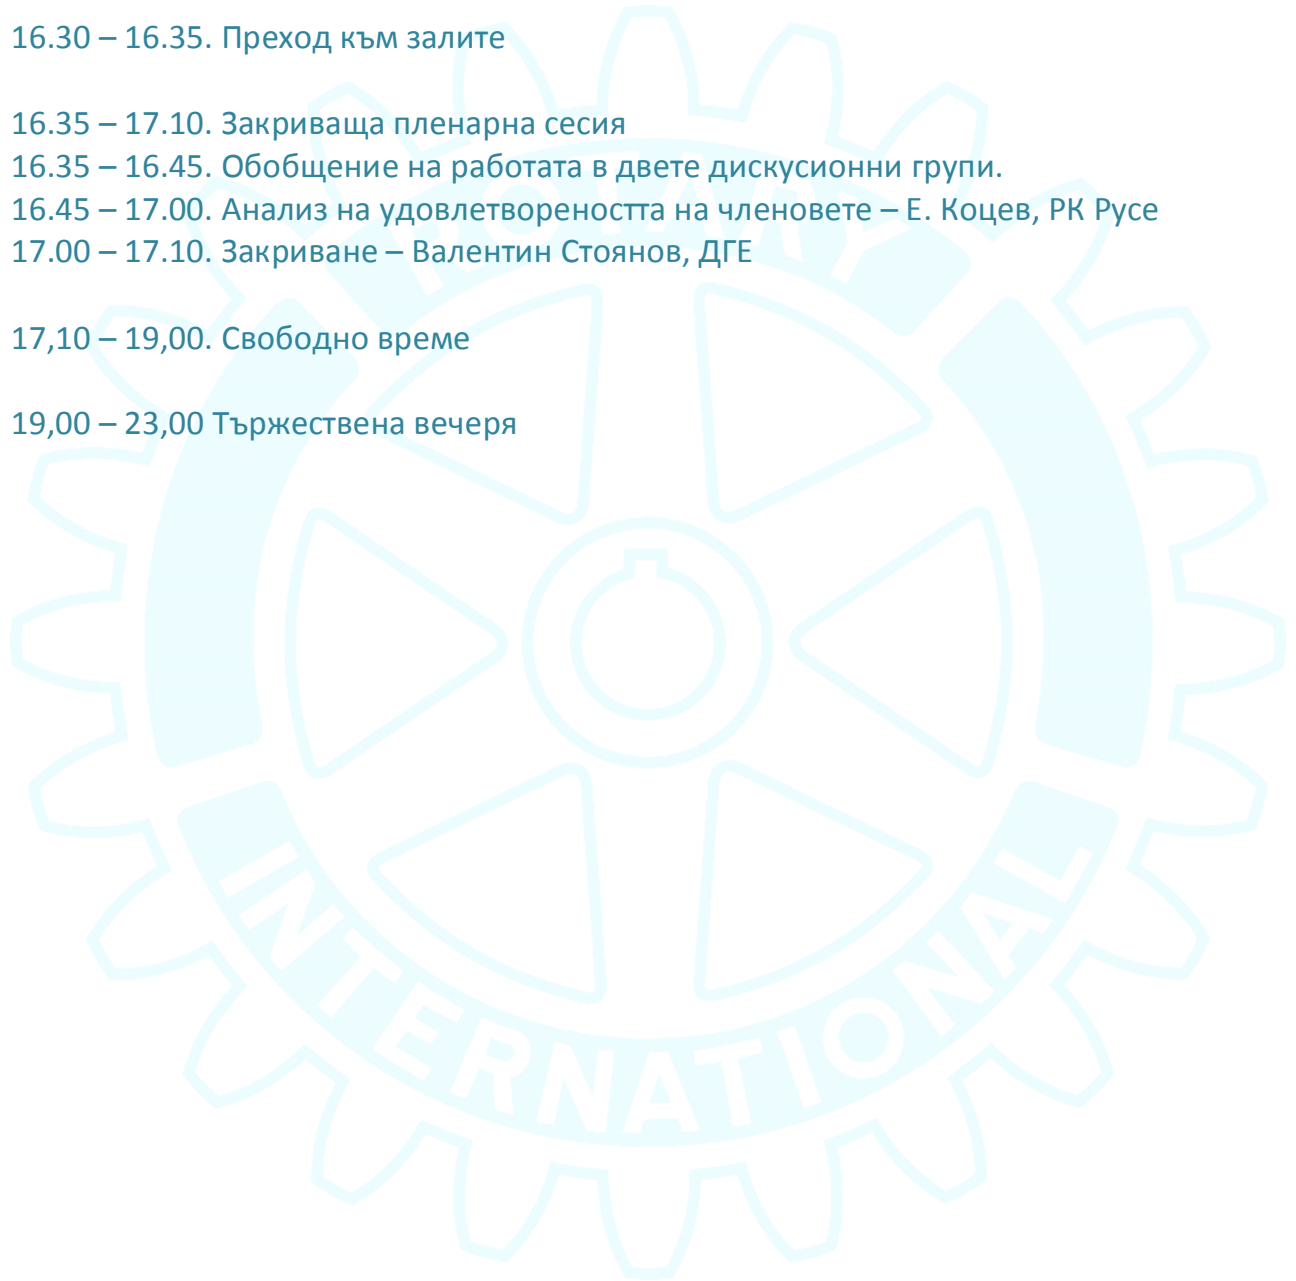 16.30 – 16.35. Преход към залите
16.35 – 17.10. Закриваща пленарна сесия
16.35 – 16.45. Обобщение на работата в двете дискусионни групи.
16.45 – 17.00. Анализ на удовлетвореността на членовете – Е. Коцев, РК Русе
17.00 – 17.10. Закриване – Валентин Стоянов, ДГЕ
17,10 – 19,00. Свободно време
19,00 – 23,00 Тържествена вечеря
ROTARY
INTERNATIONAL